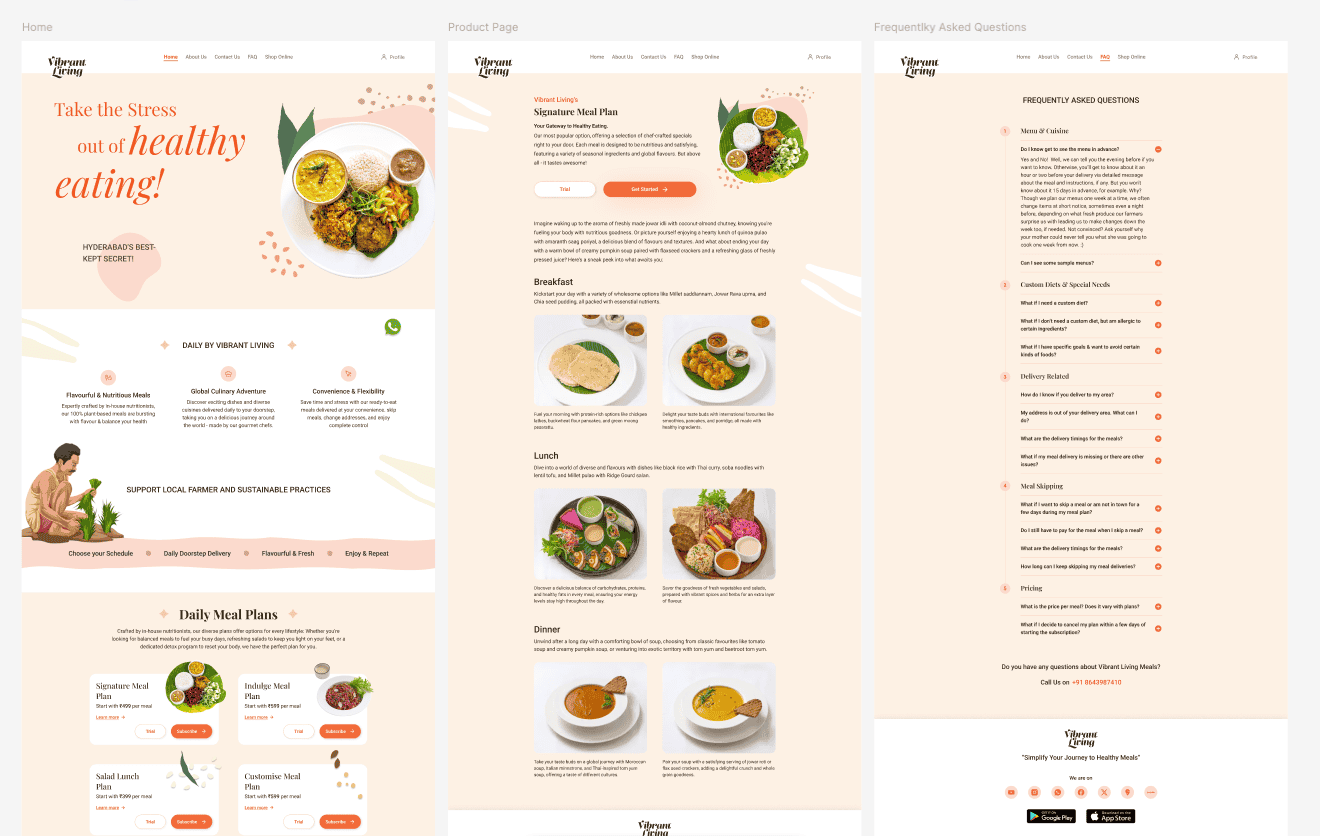 Home
Vibrant
Living
Home About Us Contact Us FAQ Shop Online
Profile
Take the Stress
out of healthy
eating!
HYDERABAD'S BEST-
KEPT SECRET!
DAILY BY VIBRANT LIVING
Flavourful & Nutritious Meals
Expertly crafted by in-house nutritionists,
our 100% plant-based meals are bursting
with flavour & balance your health
Global Culinary Adventure
Discover exciting dishes and diverse
cuisines delivered daily to your doorstep,
taking you on a delicious journey around
the world - made by our gourmet chefs.
Convenience & Flexibility
Save time and stress with our ready-to-eat
meals delivered at your convenience. skip
meals, change addresses, and enjoy
complete control
SUPPORT LOCAL FARMER AND SUSTAINABLE PRACTICES
Choose your Schedule Daily Doorstep Delivery Flavourful & Fresh Enjoy & Repeat
Daily Meal Plans
Crafted by in-house nutritionists, our diverse plans offer options for every lifestyle. Whether you're
looking for balanced meals to fuel your busy days, refreshing salads to keep you light on your feet, or a
dedicated detox program to reset your body, we have the perfect plan for you.
Signature Meal
Plan
Start with ₹499 per meal
Learn more →
Trial Subscribe →
Indulge Meal
Plan
Start with ₹599 per meal
Learn more →
Trial Subscribe →
Salad Lunch
Plan
Start with ₹399 per meal
Learn more →
Trial Subscribe →
Customise Meal
Plan
Start with ₹599 per meal
Learn more →
Trial Subscribe →
Product Page
Vibrant
Living
Home About Us Contact Us FAQ Shop Online
Profile
Vibrant Living's
Signature Meal Plan
Your Gateway to Healthy Eating.
Our most popular option, offering a selection of chef-crafted specials
right to your door. Each meal is designed to be nutritious and satisfying,
featuring a variety of seasonal ingredients and global flavours. But above
all - it tastes awesome!
Trial Get Started →
Imagine waking up to the aroma of freshly made jowar idli with coconut-almond chutney, knowing you're
fueling your body with nutritious goodness. Or picture yourself enjoying a hearty lunch of quinoa pulao
with amaranth saag poriyal, a delicious blend of flavours and textures. And what about ending your day
with a warm bowl of creamy pumpkin soup paired with flaxseed crackers and a refreshing glass of freshly
pressed juice? Here's a sneak peek into what awaits you:
Breakfast
Kickstart your day with a variety of wholesome options like Millet saddiannam, Jowar Rava upma, and
Chia seed pudding, all packed with essential nutrients.
Fuel your morning with protein-rich options like chickpea
latkes, buckwheat flour pancakes, and green moong
pesarattu.
Delight your taste buds with international favourites like
smoothies, pancakes, and porridge, all made with
healthy ingredients.
Lunch
Dive into a world of diverse and flavours with dishes like black rice with Thai curry, soba noodles with
lentil tofu, and Millet pulao with Ridge Gourd salan.
Discover a delicious balance of carbohydrates, proteins,
and healthy fats in every meal, ensuring your energy
levels stay high throughout the day.
Savor the goodness of fresh vegetables and salads,
prepared with vibrant spices and herbs for an extra layer
of flavour.
Dinner
Unwind after a long day with a comforting bowl of soup, choosing from classic favourites like tomato
soup and creamy pumpkin soup, or venturing into exotic territory with tom yum and beetroot tom yum.
Take your taste buds on a global journey with Moroccan
soup, Italian minestrone, and Thai-inspired tom yum
soup, offering a taste of different cultures.
Pair your soup with a satisfying serving of jowar roti or
flax seed crackers, adding a delightful crunch and whole
grain goodness.
Vibrant
Living
Frequentlky Asked Questions
Vibrant
Living
Home About Us Contact Us FAQ Shop Online
Profile
FREQUENTLY ASKED QUESTIONS
1 Menu & Cuisine
Do I know get to see the menu in advance?
Yes and No! Well, we can tell you the evening before if you
want to know. Otherwise, you'll get to know about it an
hour or two before your delivery via detailed message
about the meal and instructions, if any. But you won't
know about it 15 days in advance, for example. Why?
Though we plan our menus one week at a time, we often
change items at short notice, sometimes even a night
before, depending on what fresh produce our farmers
surprise us with leading us to make changes down the
week too, if needed. Not convinced? Ask yourself why
your mother could never tell you what she was going to
cook one week from now. :)
Can I see some sample menus?
2 Custom Diets & Special Needs
What if I need a custom diet?
What if I don't need a custom diet, but am allergic to
certain ingredients?
What if I have specific goals & want to avoid certain
kinds of foods?
3 Delivery Related
How do I know if you deliver to my area?
My address is out of your delivery area. What can I
do?
What are the delivery timings for the meals?
What if my meal delivery is missing or there are other
issues?
4 Meal Skipping
What if I want to skip a meal or am not in town for a
few days during my meal plan?
Do I still have to pay for the meal when I skip a meal?
What are the delivery timings for the meals?
How long can I keep skipping my meal deliveries?
5 Pricing
What is the price per meal? Does it vary with plans?
What if I decide to cancel my plan within a few days of
starting the subscription?
Do you have any questions about Vibrant Living Meals?
Call Us on +91 8643987410
Vibrant
Living
"Simplify Your Journey to Healthy Meals"
We are on
GET IT ON
Google Play
Download on the
App Store